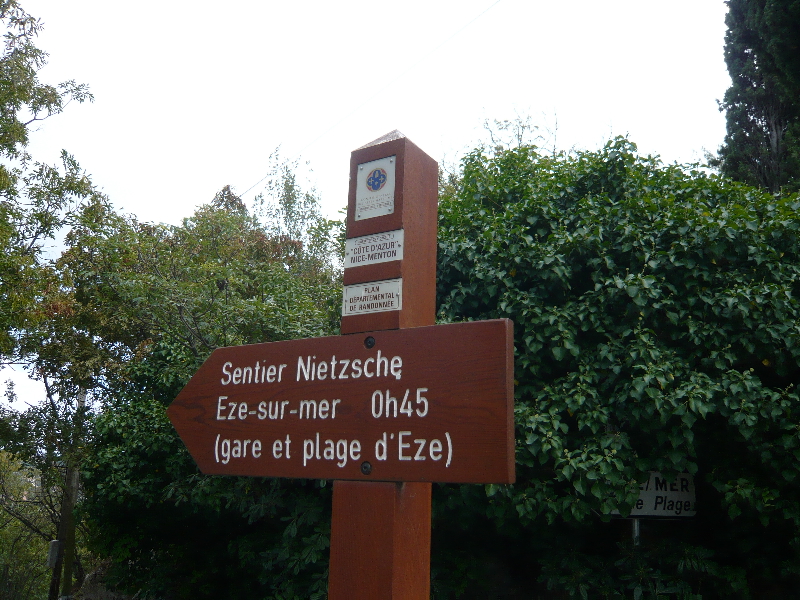 "CÔTE D'AZUR"
NICE-MENTON
PLAN
DÉPARTEMENTAL
DE RANDONNÉE
Sentier Nietzsche
Eze-sur-mer 0h45
(gare et plage d'Eze)
/MER
Plage